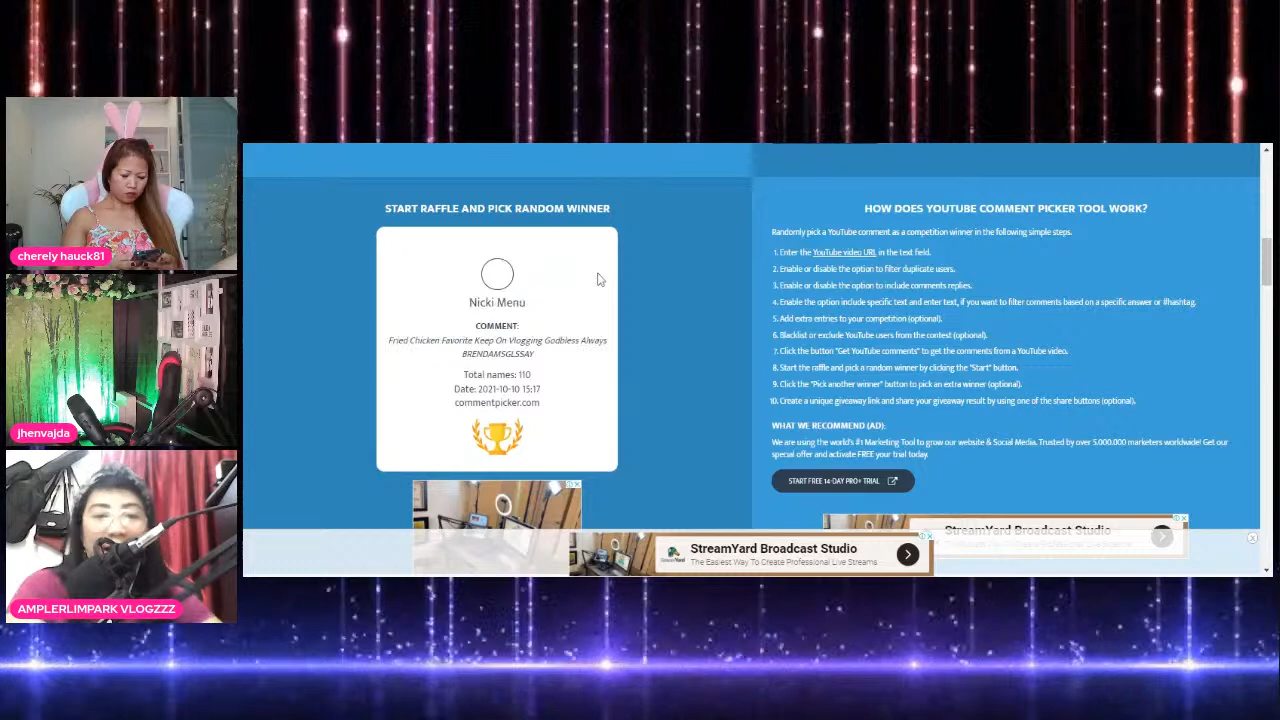 cherely hauck81
jhenvajda
AMPLERLIMPARK VLOGZZZ
START RAFFLE AND PICK RANDOM WINNER
Nicki Menu
COMMENT:
Fried Chicken Favorite Keep On Vlogging Godbless Always
BRENDAMSGLSSAY
Total names: 110
Date: 2021-10-10 15:17
commentpicker.com
HOW DOES YOUTUBE COMMENT PICKER TOOL WORK?
Randomly pick a YouTube comment as a competition winner in the following simple steps.
1. Enter the YouTube video URL in the text field.
2. Enable or disable the option to filter duplicate users.
3. Enable or disable the option to include comments replies.
4. Enable the option include specific text and enter text, if you want to filter comments based on a specific answer or #hashtag.
5. Add extra entries to your competition (optional).
6. Blacklist or exclude YouTube users from the contest (optional).
7. Click the button "Get YouTube comments" to get the comments from a YouTube video.
8. Start the raffle and pick a random winner by clicking the "Start" button.
9. Click the "Pick another winner" button to pick an extra winner (optional).
10. Create a unique giveaway link and share your giveaway result by using one of the share buttons (optional).
WHAT WE RECOMMEND (AD):
We are using the world's #1 Marketing Tool to grow our website & Social Media. Trusted by over 5.000.000 marketers worldwide! Get our
special offer and activate FREE your trial today.
START FREE 14-DAY PRO+ TRIAL
StreamYard Broadcast Studio
StreamYard Broadcast Studio
The Easiest Way To Create Professional Live Streams